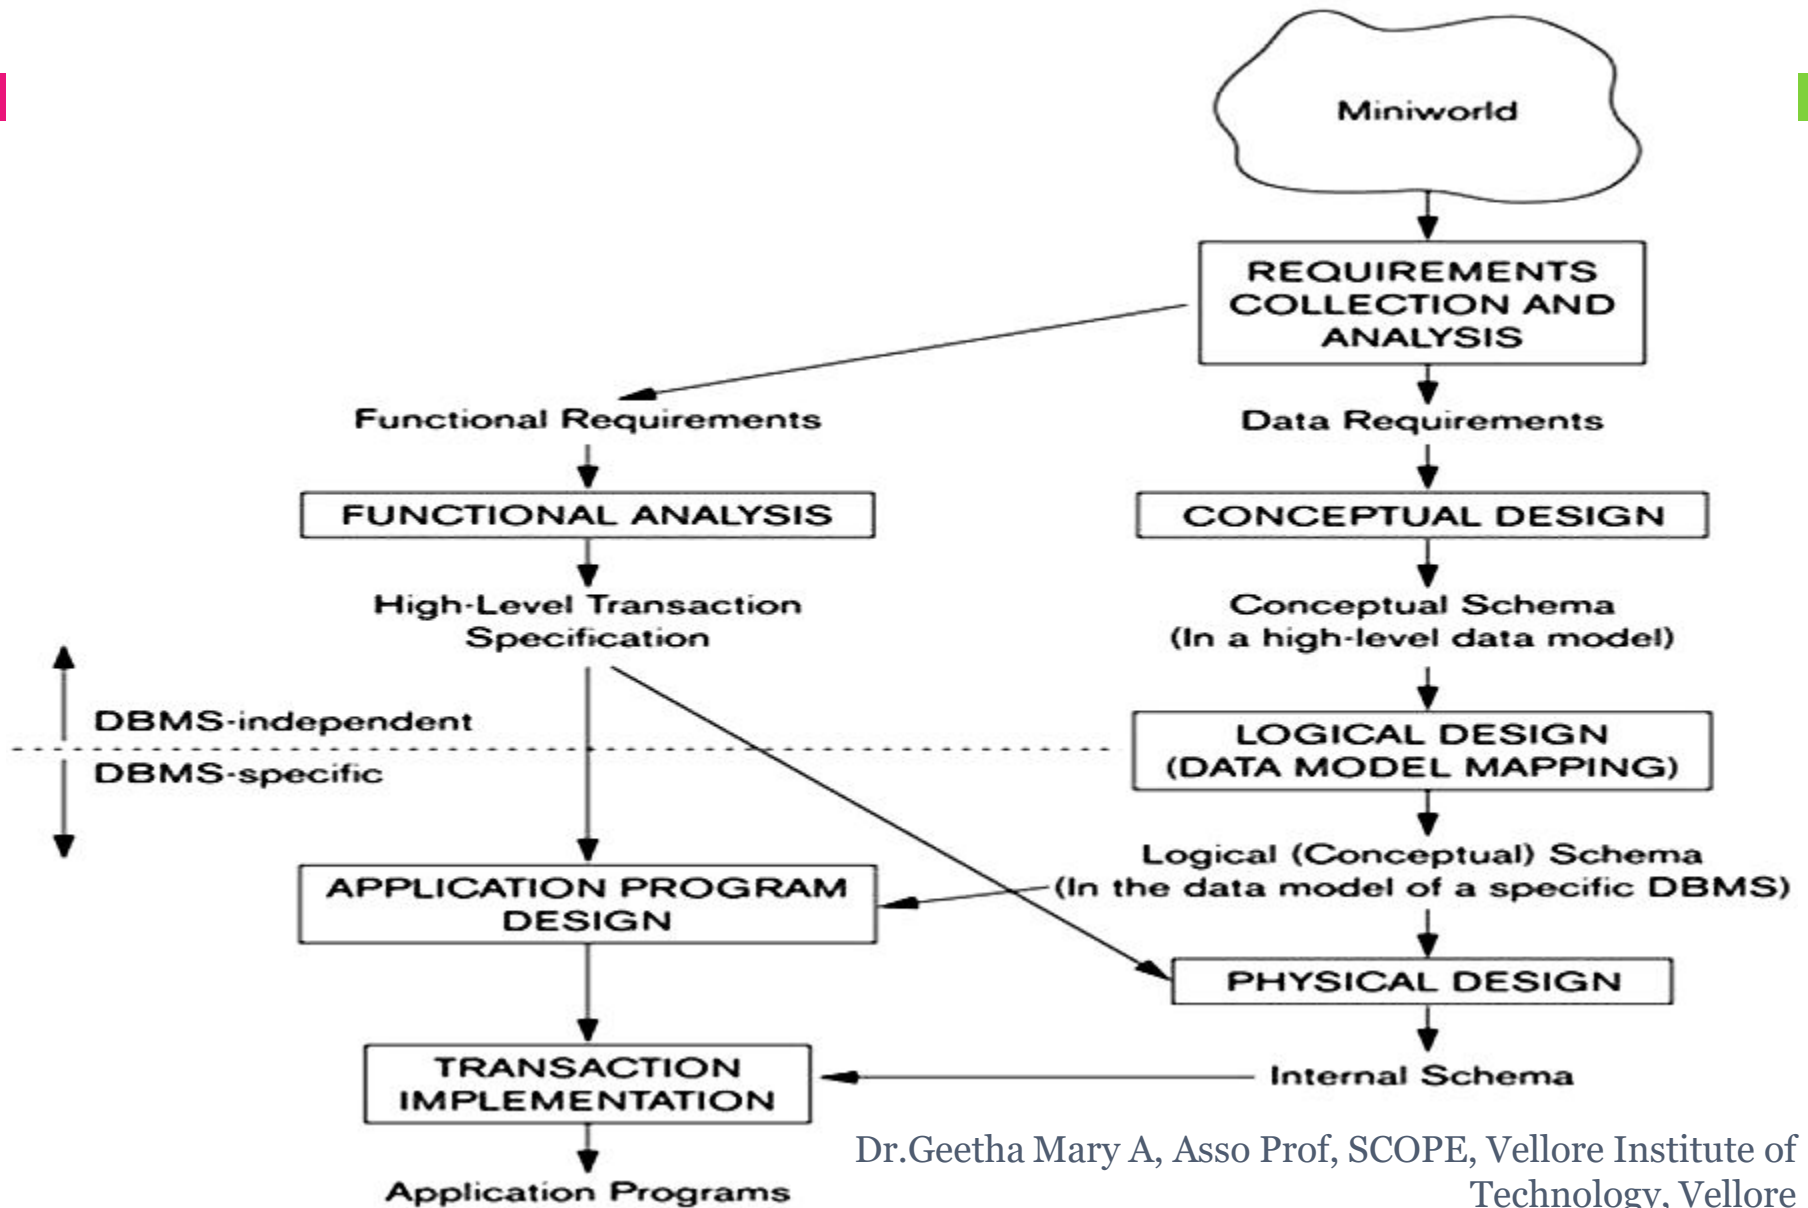 Miniworld
REQUIREMENTS
COLLECTION AND
ANALYSIS
Functional Requirements
Data Requirements
FUNCTIONAL ANALYSIS
CONCEPTUAL DESIGN
High-Level Transaction
Specification
Conceptual Schema
(In a high-level data model)
DBMS-independent
DBMS-specific
LOGICAL DESIGN
(DATA MODEL MAPPING)
Logical (Conceptual) Schema
(In the data model of a specific DBMS)
APPLICATION PROGRAM
DESIGN
PHYSICAL DESIGN
TRANSACTION
IMPLEMENTATION
Internal Schema
Application Programs
Dr.Geetha Mary A, Asso Prof, SCOPE, Vellore Institute of
Technology, Vellore